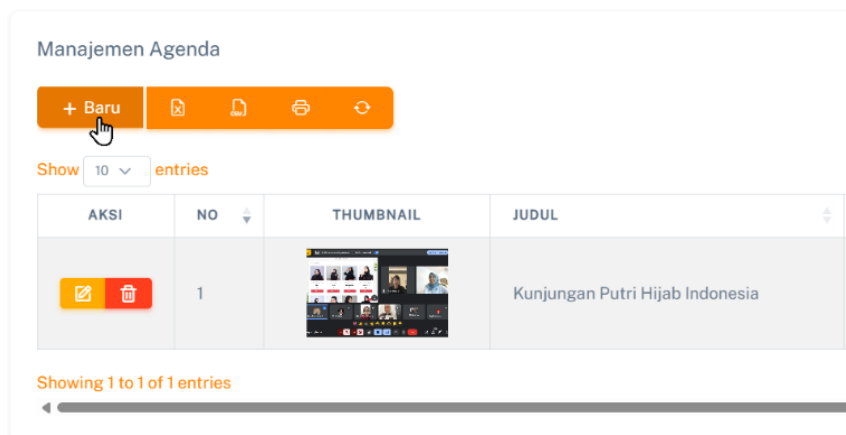 Manajemen Agenda
+ Baru
Show 10 entries
AKSI NO THUMBNAIL JUDUL
1 Kunjungan Putri Hijab Indonesia
Showing 1 to 1 of 1 entries